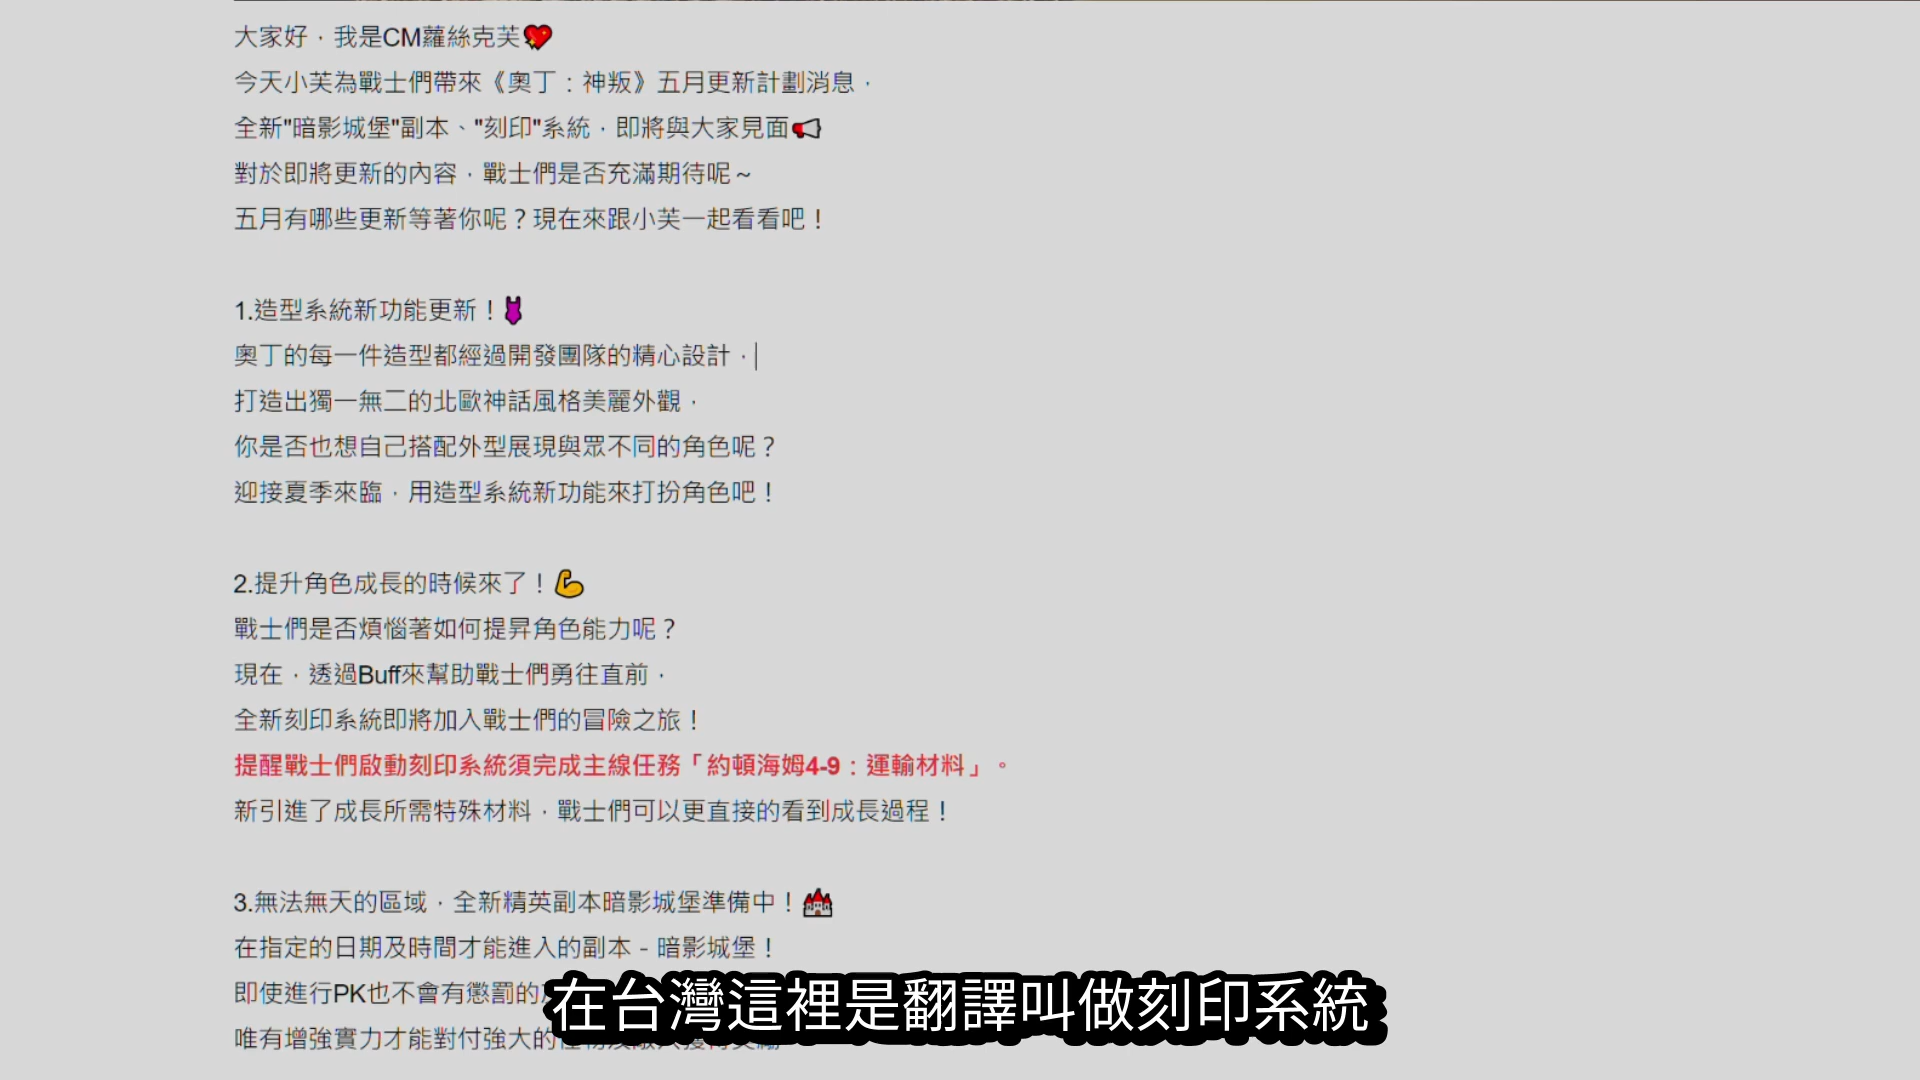 大家好，我是CM蘿絲克芙💖
今天小芙為戰士們帶來《奧丁：神叛》五月更新計劃消息，
全新"暗影城堡"副本、"刻印"系統，即將與大家見面📢
對於即將更新的內容，戰士們是否充滿期待呢～
五月有哪些更新等著你呢？現在來跟小芙一起看看吧！
1.造型系統新功能更新！🩱
奧丁的每一件造型都經過開發團隊的精心設計，
打造出獨一無二的北歐神話風格美麗外觀，
你是否也想自己搭配外型展現與眾不同的角色呢？
迎接夏季來臨，用造型系統新功能來打扮角色吧！
2.提升角色成長的時候來了！💪
戰士們是否煩惱著如何提昇角色能力呢？
現在，透過Buff來幫助戰士們勇往直前，
全新刻印系統即將加入戰士們的冒險之旅！
提醒戰士們啟動刻印系統須完成主線任務「約頓海姆4-9：運輸材料」。
新引進了成長所需特殊材料，戰士們可以更直接的看到成長過程！
3.無法無天的區域，全新精英副本暗影城堡準備中！🏰
在指定的日期及時間才能進入的副本 - 暗影城堡！
即使進行PK也不會有懲罰的
唯有增強實力才能對付強大的
在台灣這裡是翻譯叫做刻印系統